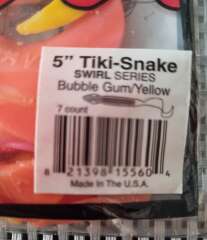 5" Tiki-Snake
SWIRL SERIES
Bubble Gum/Yellow
7 count
8 21398 15560 4
Made In The U.S.A.